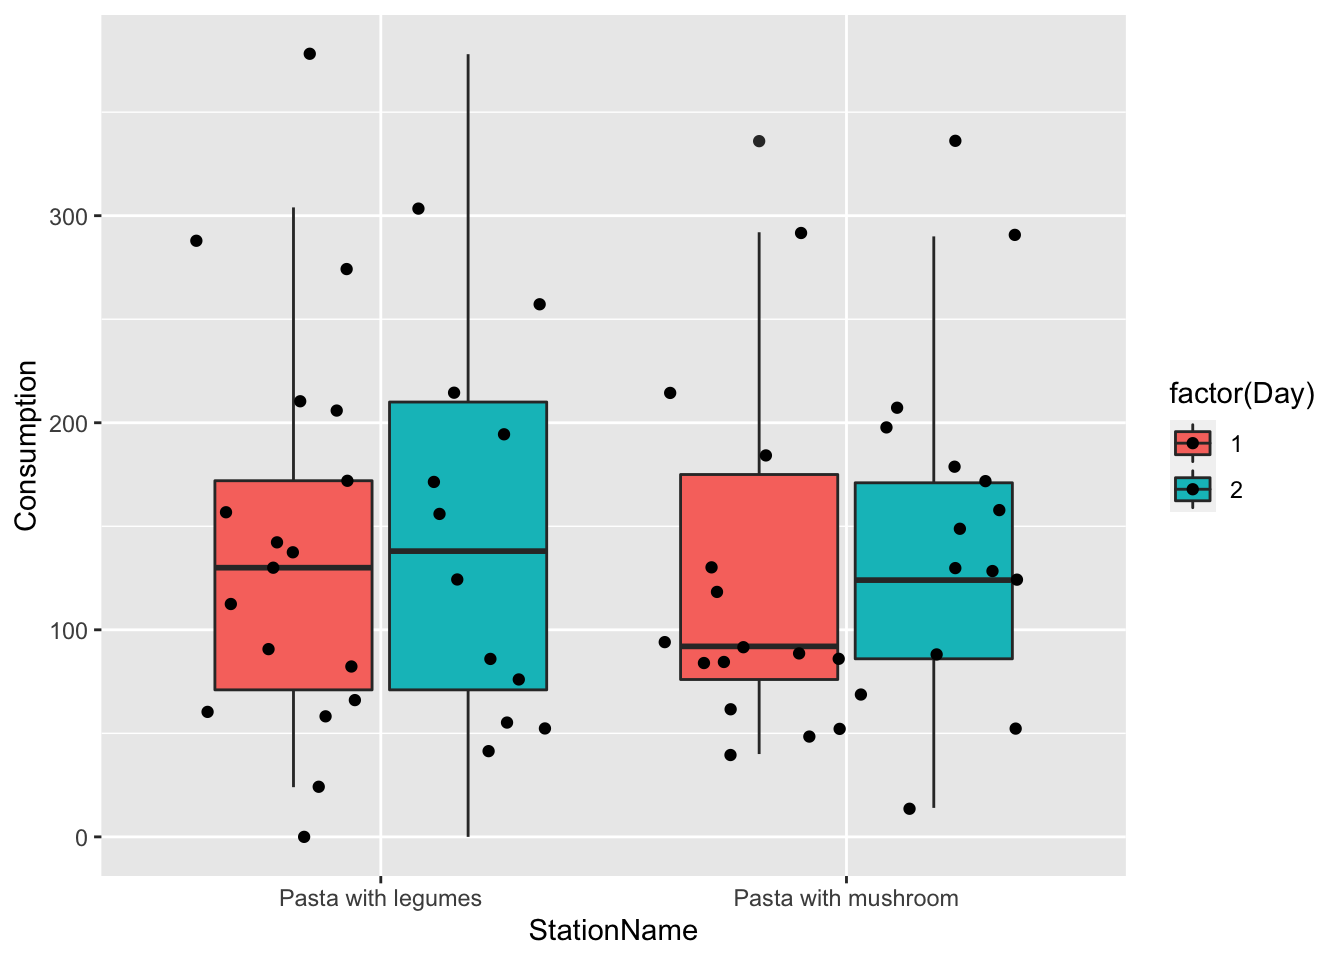 Consumption
300
200
100
0
Pasta with legumes
Pasta with mushroom
StationName
factor(Day)
1
2